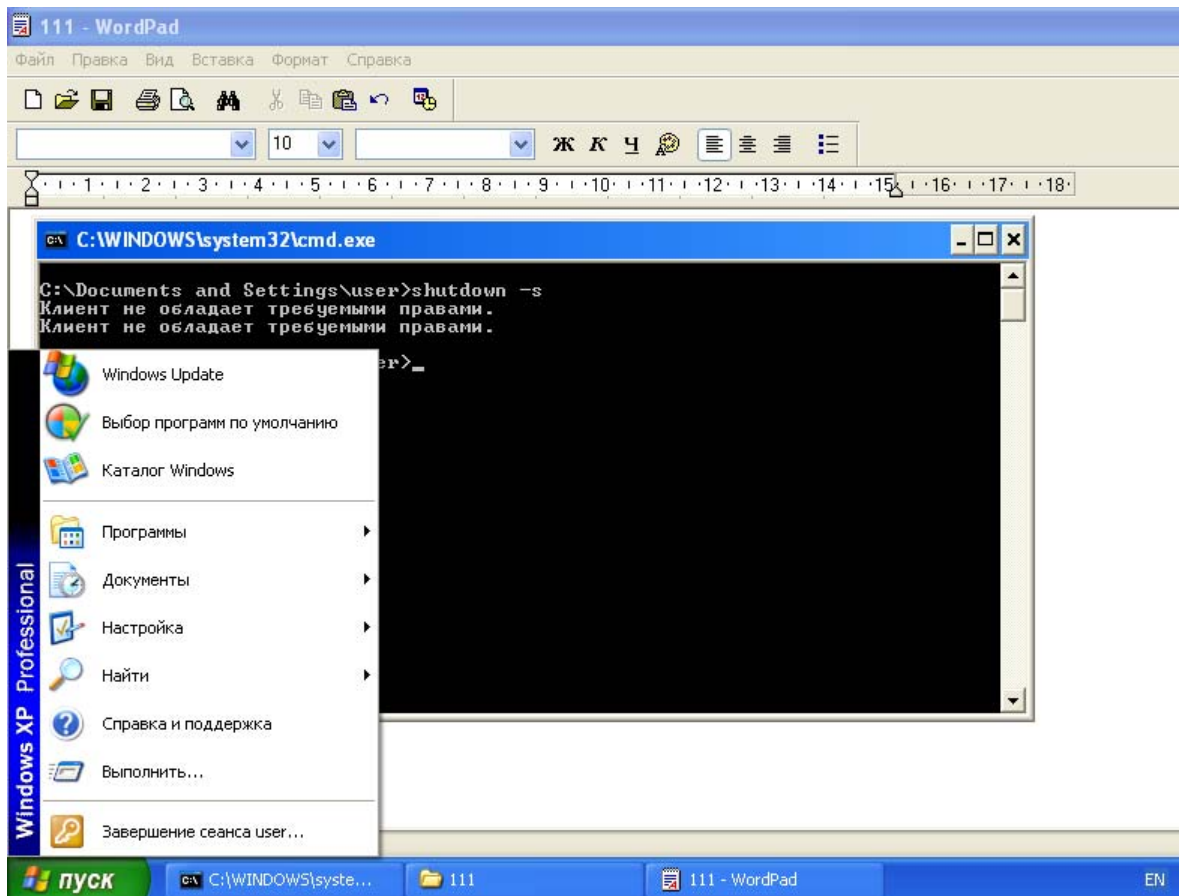 111 - WordPad
Файл Правка Вид Вставка Формат Справка
10
Ж К Ч
1 2 3 4 5 6 7 8 9 10 11 12 13 14 15 16 17 18
C:\WINDOWS\system32\cmd.exe
C:\Documents and Settings\user>shutdown -s
Клиент не обладает требуемыми правами.
Клиент не обладает требуемыми правами.
er>_
Windows Update
Выбор программ по умолчанию
Каталог Windows
Программы
Документы
Настройка
Найти
Справка и поддержка
Выполнить...
Завершение сеанса user...
Windows XP Professional
пуск
C:\WINDOWS\syste...
111
111 - WordPad
EN